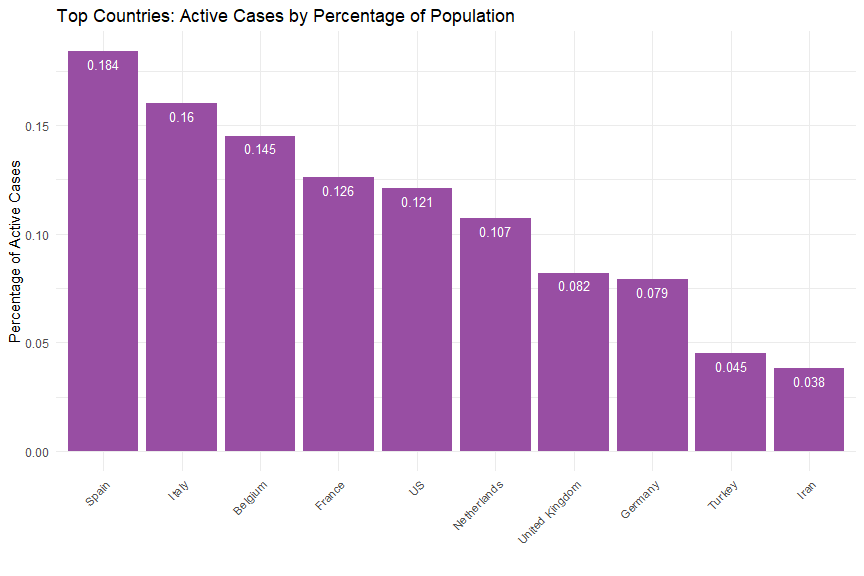 Top Countries: Active Cases by Percentage of Population
Percentage of Active Cases
0.15
0.10
0.05
0.00
0.184
0.16
0.145
0.126
0.121
0.107
0.082
0.079
0.045
0.038
Spain
Italy
Belgium
France
US
Netherlands
United Kingdom
Germany
Turkey
Iran